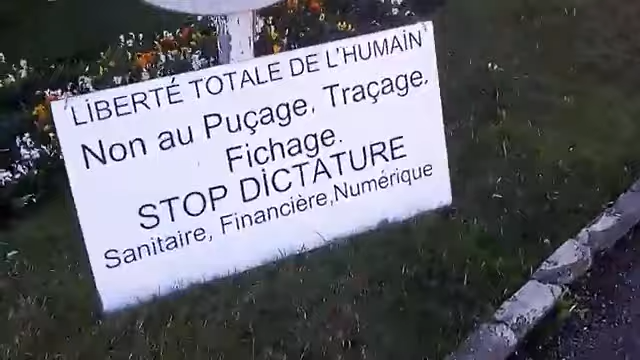 LIBERTÉ TOTALE DE L'HUMAIN
Non au Puçage, Traçage.
Fichage.
STOP DICTATURE
Sanitaire, Financière,Numérique